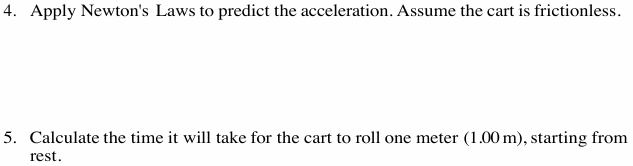 4. Apply Newton's Laws to predict the acceleration. Assume the cart is frictionless.
5. Calculate the time it will take for the cart to roll one meter (1.00 m), starting from
rest.